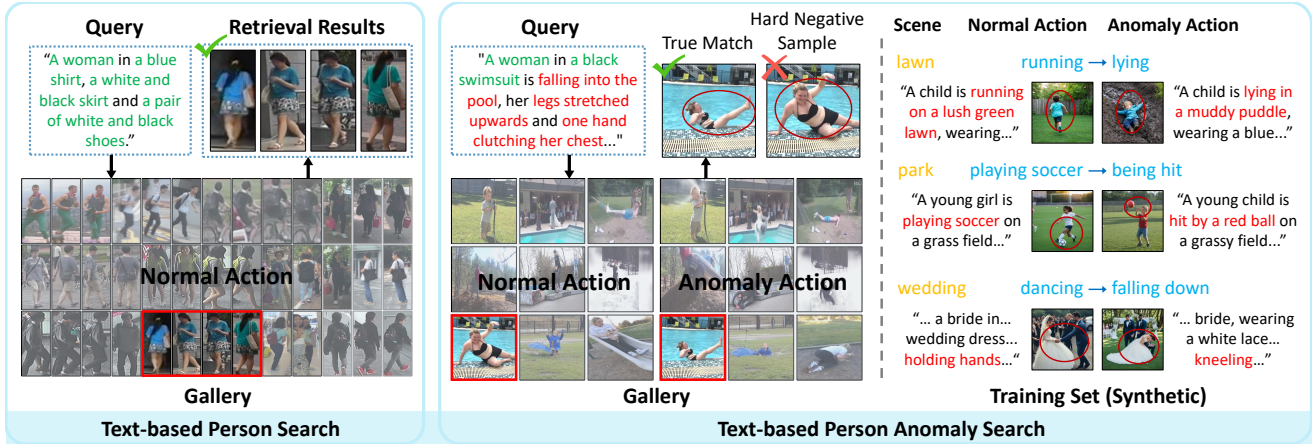 Query
Retrieval Results
“A woman in a blue
shirt, a white and
black skirt and a pair
of white and black
shoes.”
Normal Action
Gallery
Text-based Person Search
Query
True Match
Hard Negative
Sample
"A woman in a black
swimsuit is falling into the
pool, her legs stretched
upwards and one hand
clutching her chest..."
Normal Action
Anomaly Action
Gallery
Scene
Normal Action
Anomaly Action
lawn
running → lying
“A child is running
on a lush green
lawn, wearing...”
“A child is lying in
a muddy puddle,
wearing a blue...”
park
playing soccer → being hit
“A young girl is
playing soccer on
a grass field...”
“A young child is
hit by a red ball on
a grassy field...”
wedding
dancing → falling down
“... a bride in...
wedding dress...
holding hands...“
“... bride, wearing
a white lace...
kneeling...”
Training Set (Synthetic)
Text-based Person Anomaly Search